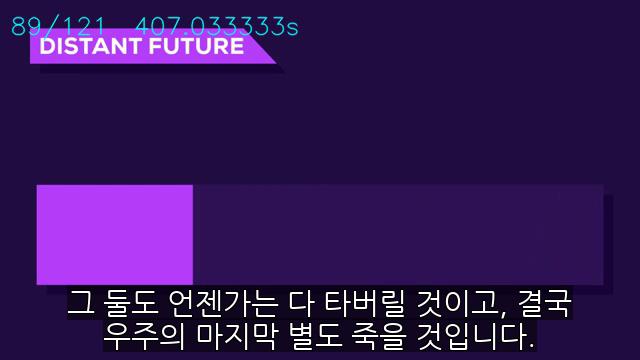 89/121 407.033333s
DISTANT FUTURE
그 둘도 언젠가는 다 타버릴 것이고, 결국
우주의 마지막 별도 죽을 것입니다.